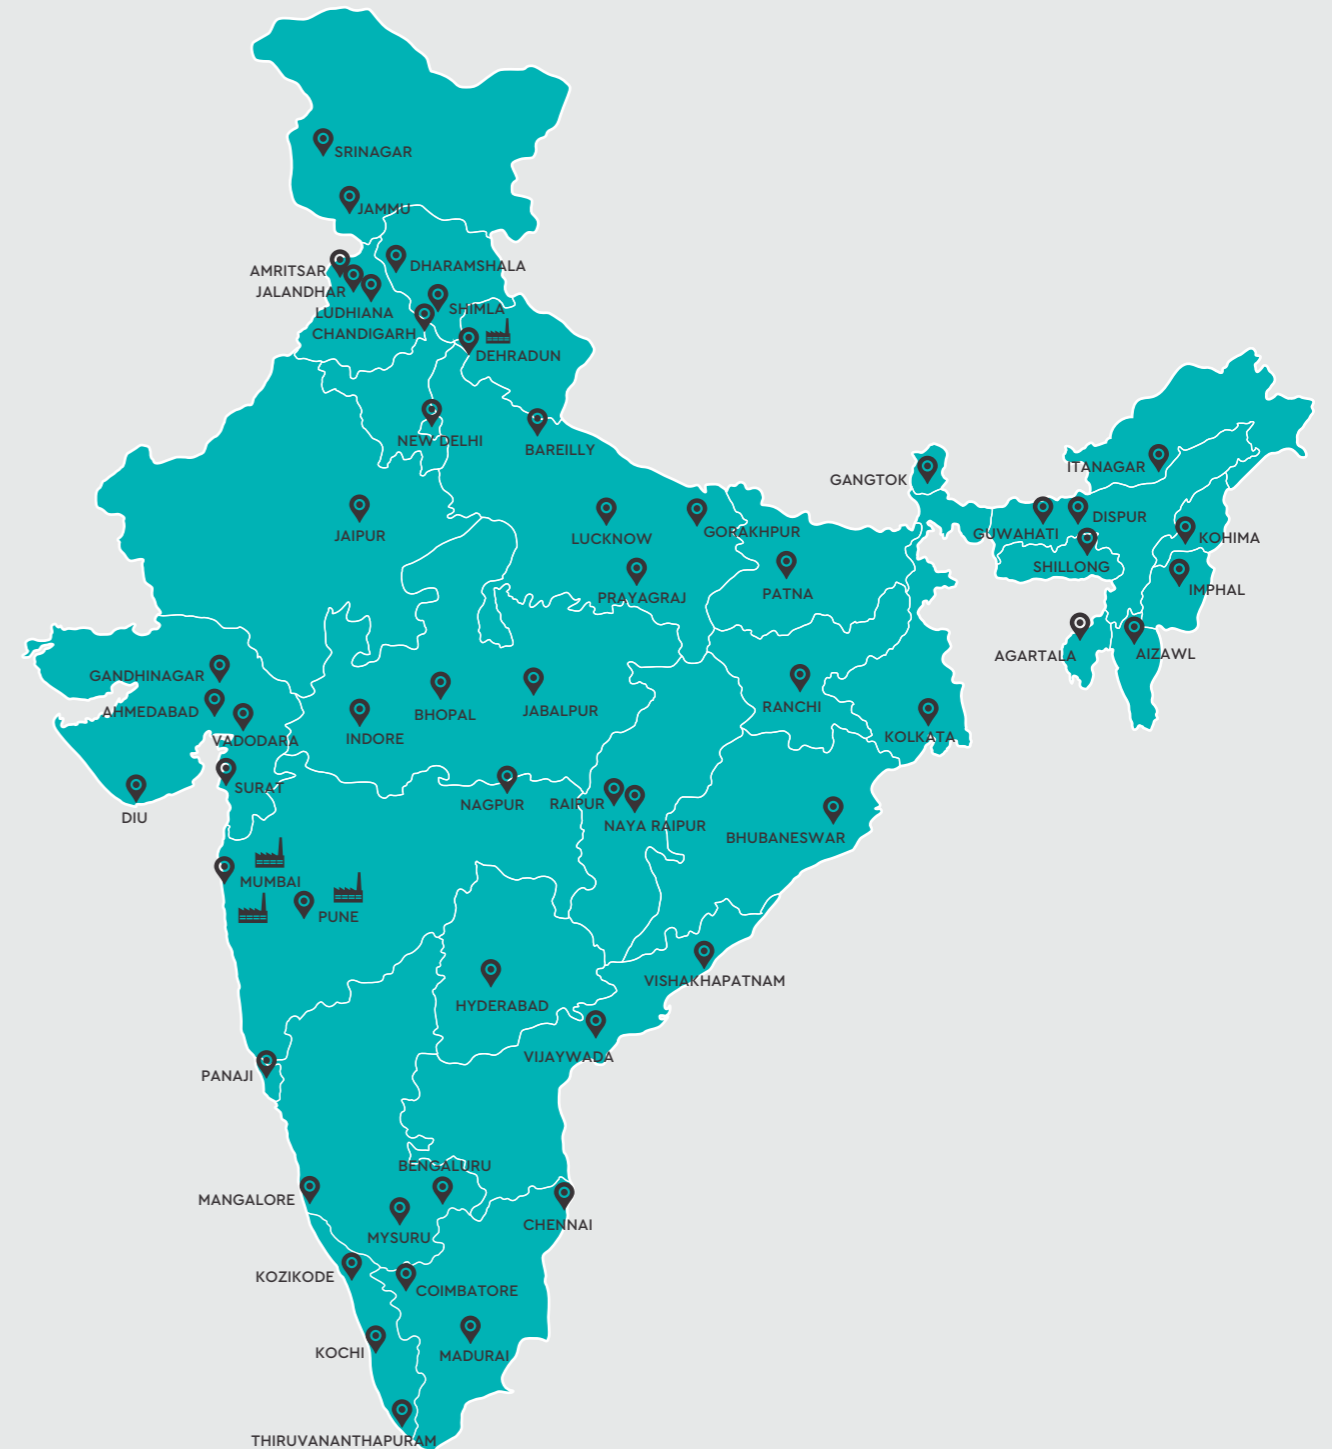 SRINAGAR
JAMMU
DHARAMSHALA
AMRITSAR
JALANDHAR
SHIMLA
LUDHIANA
CHANDIGARH
DEHRADUN
NEW DELHI
BAREILLY
ITANAGAR
GANGTOK
DISPUR
JAIPUR
LUCKNOW
GORAKHPUR
GUWAHATI
KOHIMA
SHILLONG
PATNA
PRAYAGRAJ
IMPHAL
AGARTALA
AIZAWL
GANDHINAGAR
AHMEDABAD
BHOPAL
JABALPUR
RANCHI
VADODARA
INDORE
KOLKATA
SURAT
NAGPUR
RAIPUR
DIU
NAYA RAIPUR
BHUBANESWAR
MUMBAI
PUNE
VISHAKHAPATNAM
HYDERABAD
VIJAYWADA
PANAJI
BENGALURU
MANGALORE
CHENNAI
MYSURU
KOZIKODE
COIMBATORE
KOCHI
MADURAI
THIRUVANANTHAPURAM